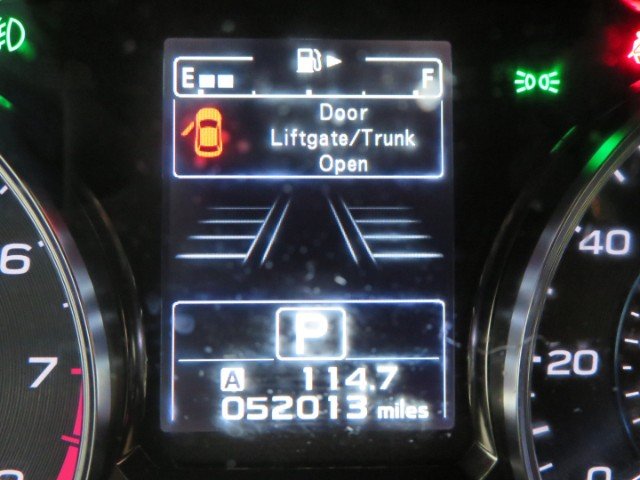 E F
Door
Liftgate/Trunk
Open
6
40
P
7
20
A 114.7
052013 miles